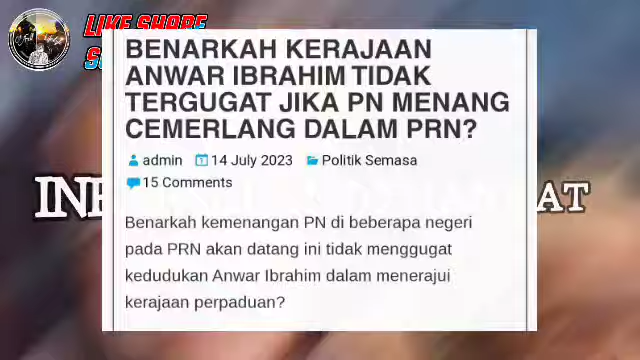 LIKE SHARE
BENARKAH KERAJAAN
ANWAR IBRAHIM TIDAK
TERGUGAT JIKA PN MENANG
CEMERLANG DALAM PRN?
admin 14 July 2023 Politik Semasa
15 Comments
Benarkah kemenangan PN di beberapa negeri
pada PRN akan datang ini tidak menggugat
kedudukan Anwar Ibrahim dalam menerajui
kerajaan perpaduan?